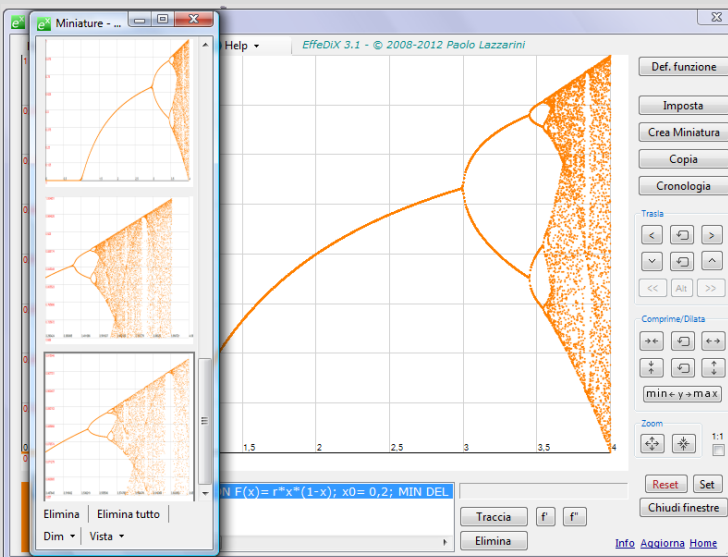 Miniature - ...
Help
EffeDiX 3.1 - © 2008-2012 Paolo Lazzarini
Def. funzione
Imposta
Crea Miniatura
Copia
Cronologia
Trasla
< >
<< Alt >>
Comprime/Dilata
min← y→max
Zoom
1:1
Reset Set
Chiudi finestre
Info Aggiorna Home
1,5 2 2,5 3 3,5 4
ON F(x)= r*x*(1-x); x0= 0,2; MIN DEL
Traccia f' f"
Elimina
Elimina Elimina tutto
Dim Vista